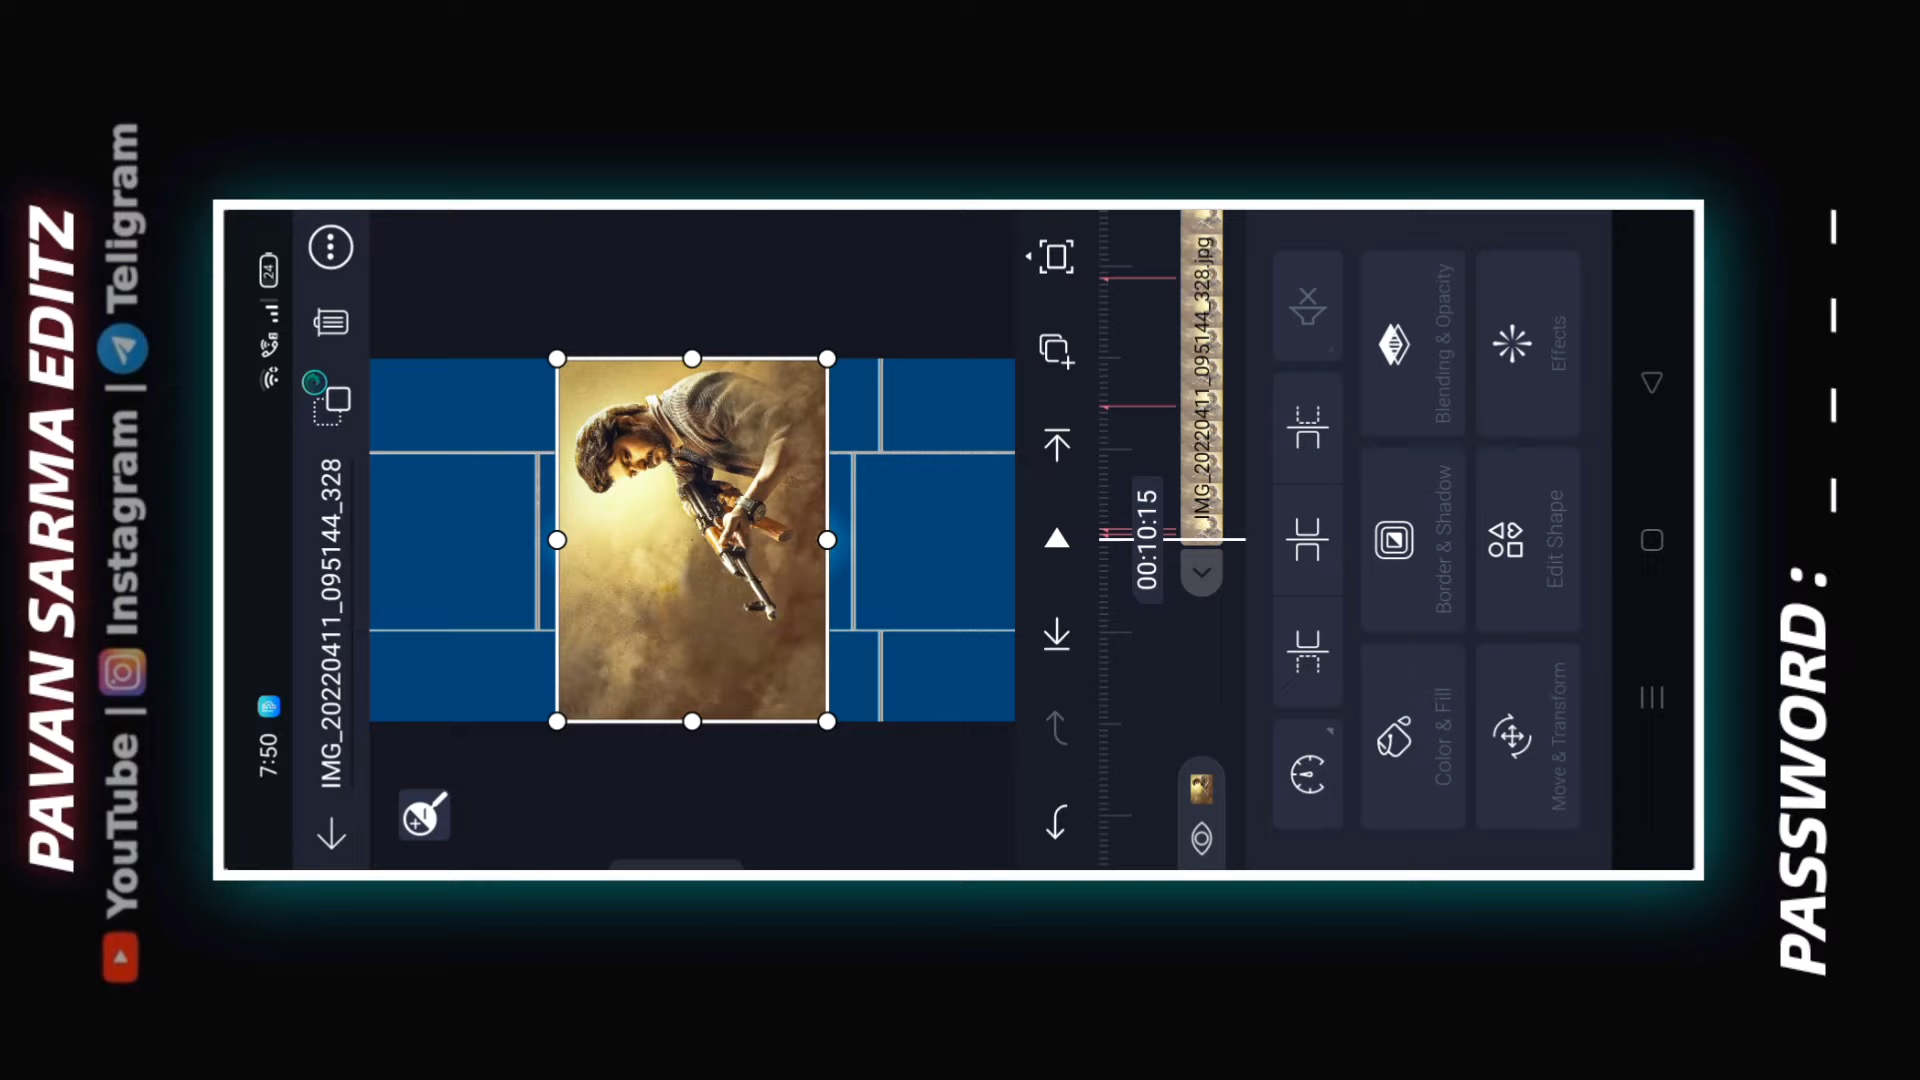 PAVAN SARMA EDITZ
YouTube | Instagram | Teligram
7:50
24
IMG_20220411_095144_328
00:10:15
IMG_20220411_095144_328.jpg
Color & Fill
Border & Shadow
Blending & Opacity
Move & Transform
Edit Shape
Effects
PASSWORD : _ _ _ _